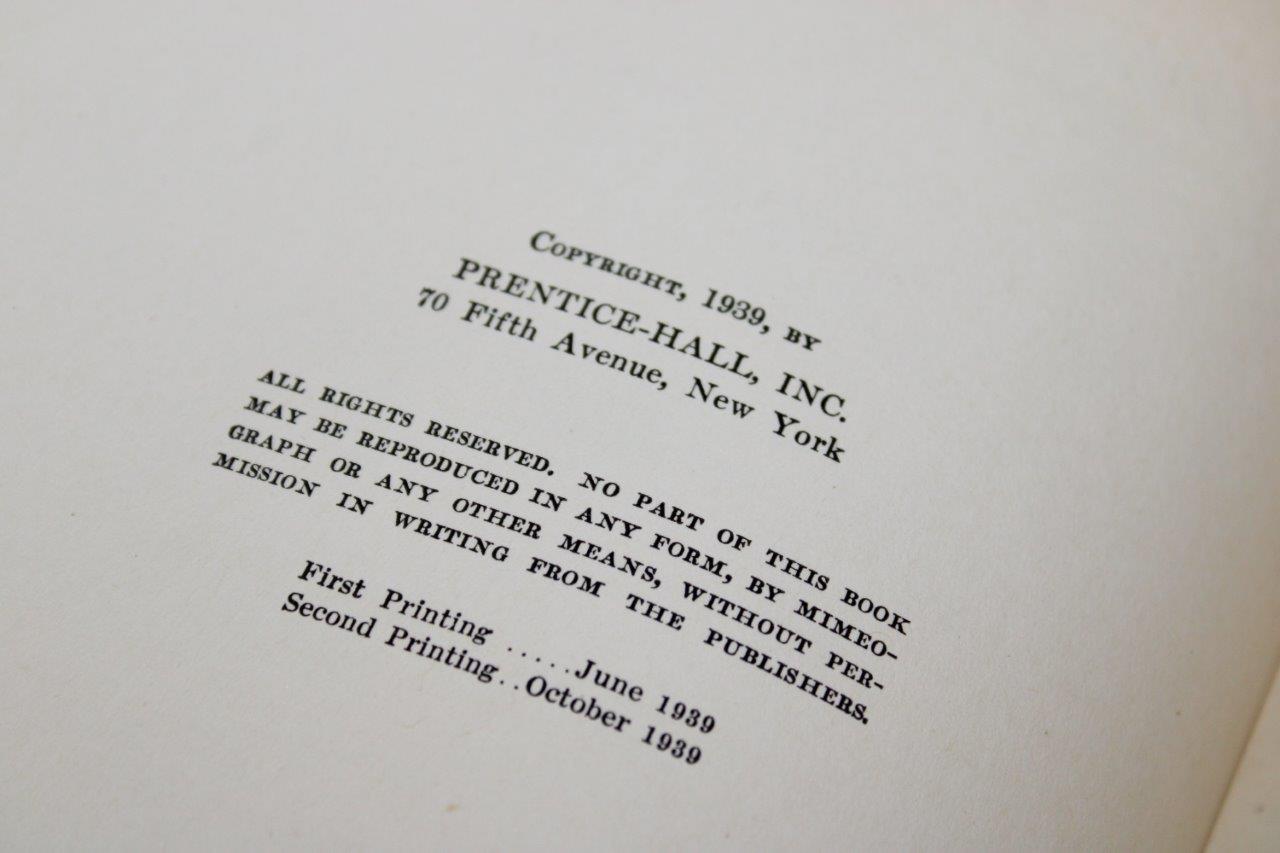 COPYRIGHT, 1939, BY
PRENTICE-HALL, INC.
70 Fifth Avenue, New York
ALL RIGHTS RESERVED. NO PART OF THIS BOOK
MAY BE REPRODUCED IN ANY FORM, BY MIMEO-
GRAPH OR ANY OTHER MEANS, WITHOUT PER-
MISSION IN WRITING FROM THE PUBLISHERS.
First Printing ..... June 1939
Second Printing .. October 1939